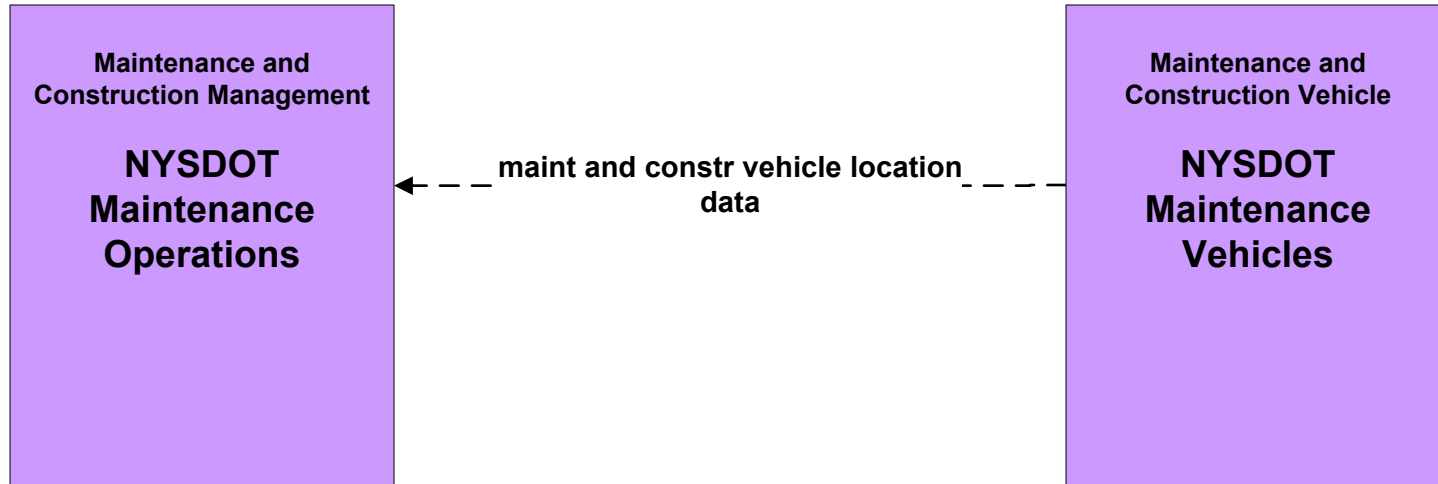 Maintenance and
Construction Management
NYSDOT
Maintenance
Operations
maint and constr vehicle location
data
Maintenance and
Construction Vehicle
NYSDOT
Maintenance
Vehicles